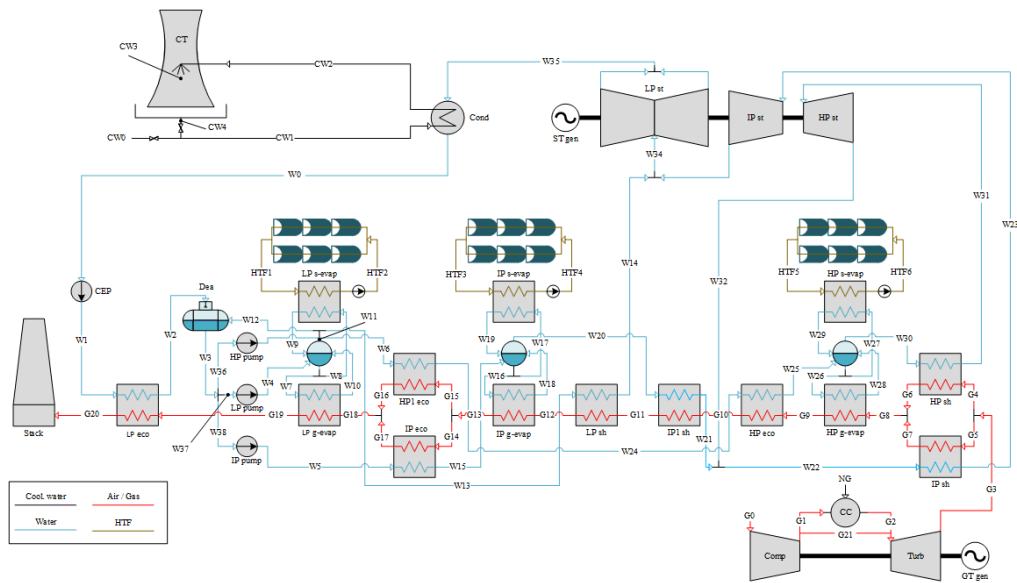 CT
CW3
CW2
W35
LP st
Cond
CW4
CW0
CW1
ST gen
IP st
HP st
W34
W0
W31
W23
W14
W32
HTF1
LP s-evap
HTF2
HTF3
IP s-evap
HTF4
HTF5
HP s-evap
HTF6
CEP
Dea
W2
W12
W11
W1
W3
W36
HP pump
W9
W6
W19
W17
W20
W29
W27
W30
W8
W4
W7
W10
LP pump
W16
W18
W25
W26
W28
G16
HP1 eco
G15
G6
HP sh
G4
G20
G19
G18
G13
G12
G11
G10
G9
G8
Stack
LP eco
W37
W38
LP g-evap
G17
IP eco
G14
IP g-evap
LP sh
IP1 sh
W21
HP eco
HP g-evap
G7
G5
IP pump
W5
W15
W24
W13
W22
IP sh
G3
Cool. water
Air / Gas
Water
HTF
NG
G0
G1
CC
G2
G21
Comp
Turb
GT gen